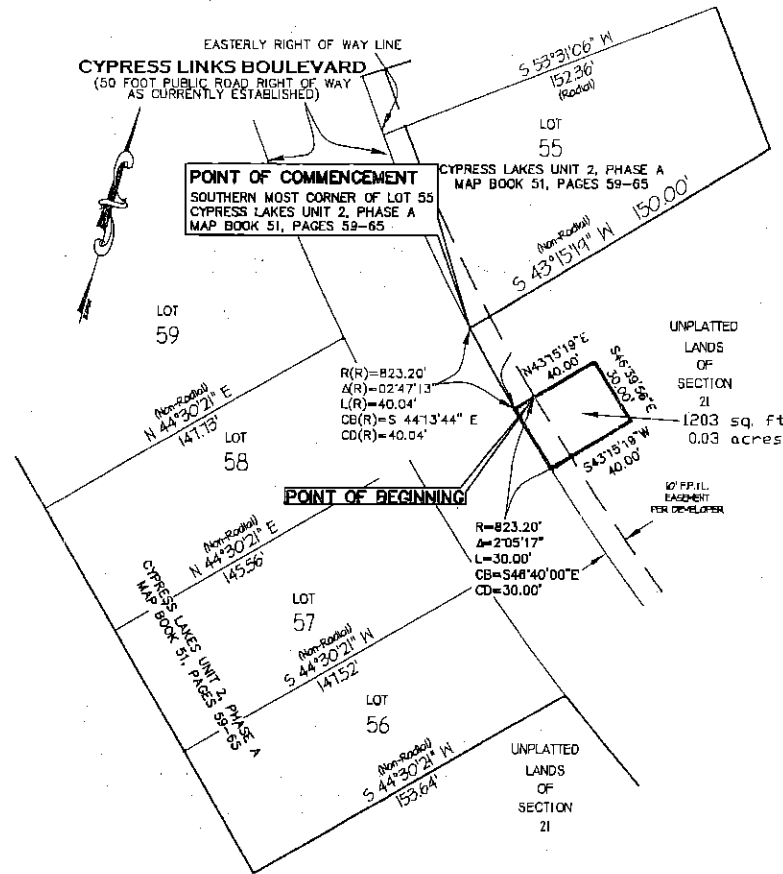 EASTERLY RIGHT OF WAY LINE
CYPRESS LINKS BOULEVARD
(50 FOOT PUBLIC ROAD RIGHT OF WAY
AS CURRENTLY ESTABLISHED)
S 53°31'06" W
152.36'
(Radial)
LOT
55
CYPRESS LAKES UNIT 2, PHASE A
MAP BOOK 51, PAGES 59-65
POINT OF COMMENCEMENT
SOUTHERN MOST CORNER OF LOT 55
CYPRESS LAKES UNIT 2, PHASE A
MAP BOOK 51, PAGES 59-65
(Non-Radial)
S 43°15'19" W 150.00'
LOT
59
R(R)=823.20'
Δ(R)=02°47'13"
L(R)=40.04'
CB(R)=S 44°13'44" E
CD(R)=40.04'
N43°15'19"E
40.00'
S46°39'56"E
30.00'
S43°15'19"W
40.00'
UNPLATTED
LANDS
OF
SECTION
21
1203 sq. ft
0.03 acres
(Non-Radial)
N 44°30'21" E
147.73'
LOT
58
POINT OF BEGINNING
10' F.P.&L.
EASEMENT
PER DEVELOPER
R=823.20'
Δ=2°05'17"
L=30.00'
CB=S46°40'00"E
CD=30.00'
(Non-Radial)
N 44°30'21" E
145.56'
CYPRESS LAKES UNIT 2, PHASE A
MAP BOOK 51, PAGES 59-65
LOT
57
(Non-Radial)
S 44°30'21" W
147.52'
LOT
56
(Non-Radial)
S 44°30'21" W
153.64'
UNPLATTED
LANDS
OF
SECTION
21